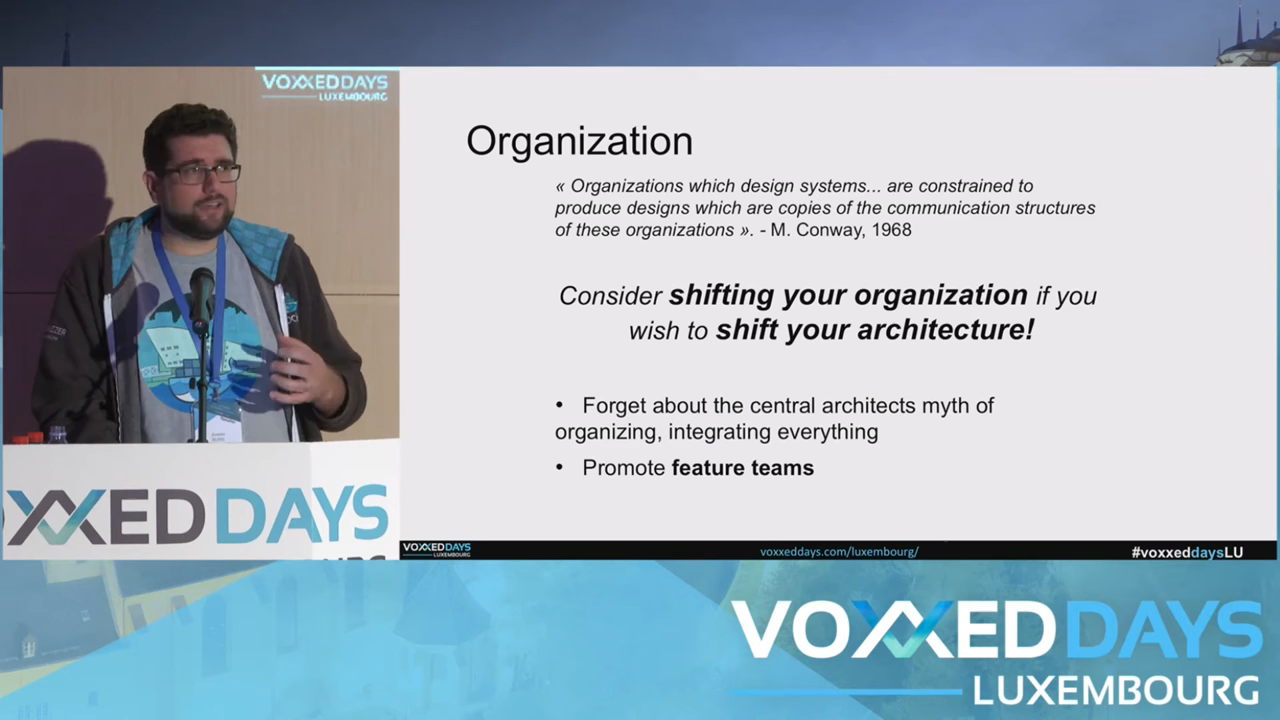 VOXXEDDAYS
LUXEMBOURG
Organization
« Organizations which design systems... are constrained to
produce designs which are copies of the communication structures
of these organizations ». - M. Conway, 1968
Consider shifting your organization if you
wish to shift your architecture!
• Forget about the central architects myth of
organizing, integrating everything
• Promote feature teams
OXXED DAYS
VOXXEDDAYS
LUXEMBOURG
voxxeddays.com/luxembourg/
#voxxeddaysLU
VOXXEDDAYS
LUXEMBOURG